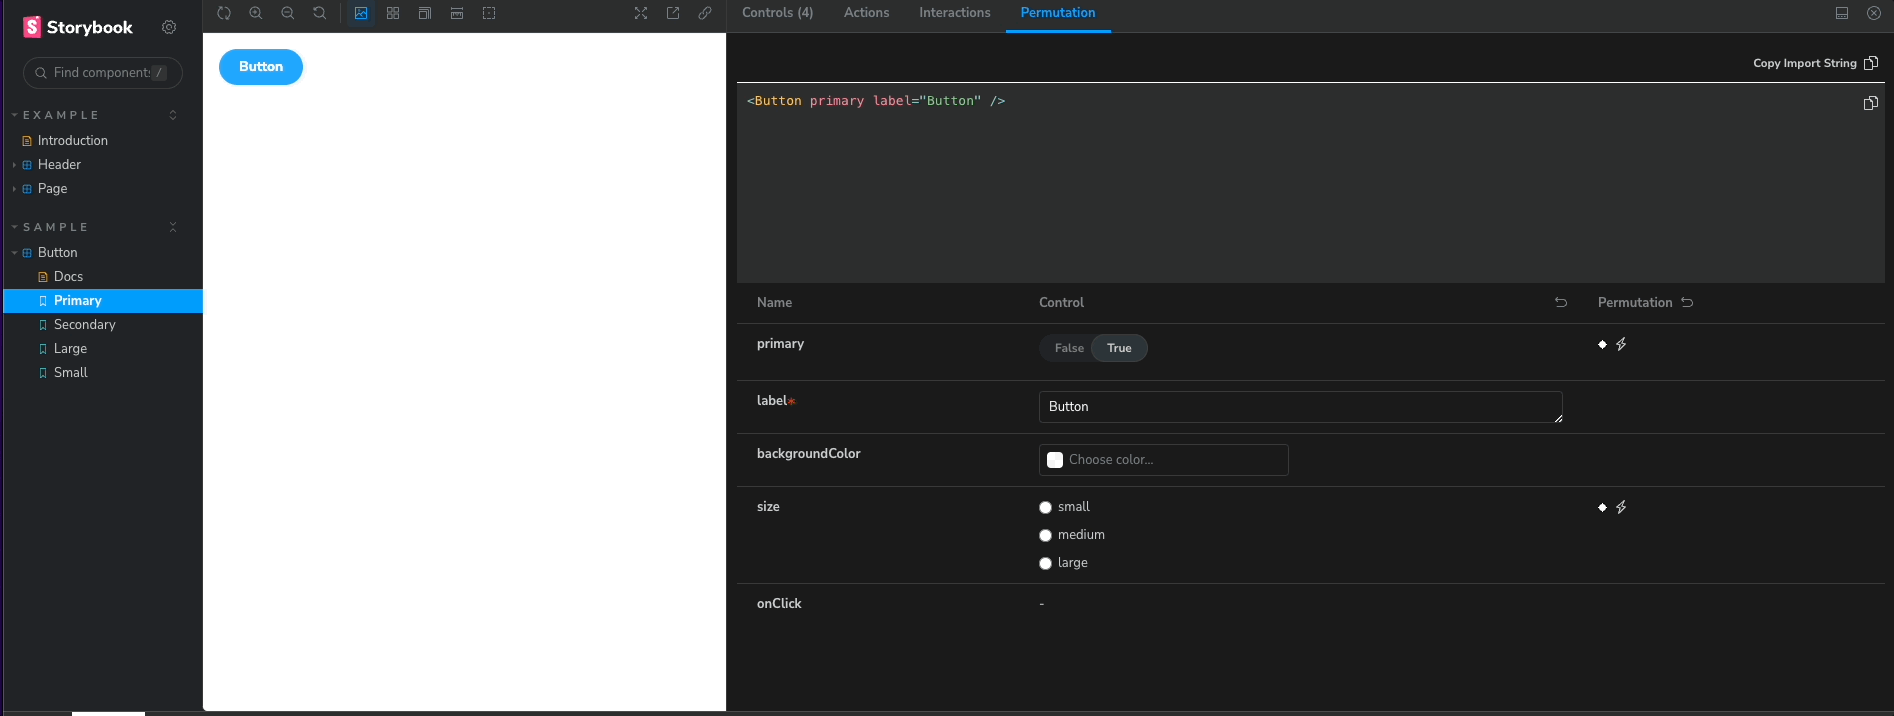 Storybook
Find component
/
EXAMPLE
Introduction
Header
Page
SAMPLE
Button
Docs
Primary
Secondary
Large
Small
Button
Controls (4)
Actions
Interactions
Permutation
Copy Import String
<Button primary label="Button" />
Name
Control
Permutation
primary
False
True
label*
Button
backgroundColor
Choose color...
size
small
medium
large
onClick
-